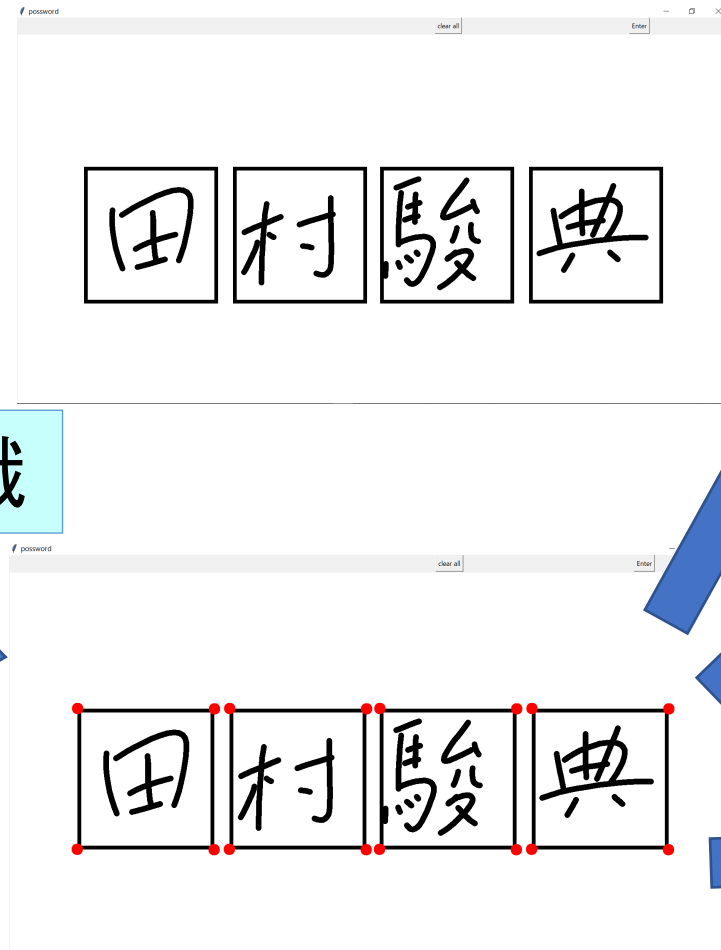 possword
clear all Enter
田村駿典
possword
clear all Enter
田村駿典